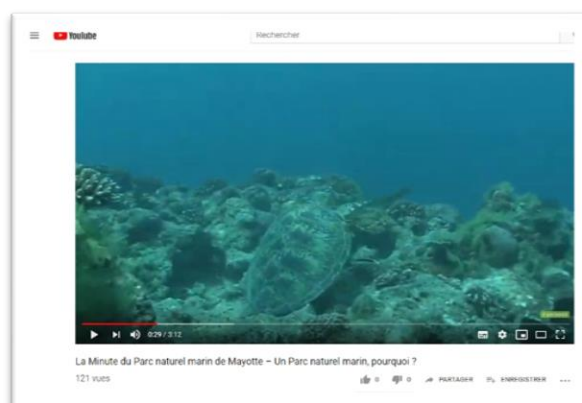 YouTube
Rechercher
0:29 / 3:12
La Minute du Parc naturel marin de Mayotte – Un Parc naturel marin, pourquoi ?
121 vues
0
0
PARTAGER
ENREGISTRER